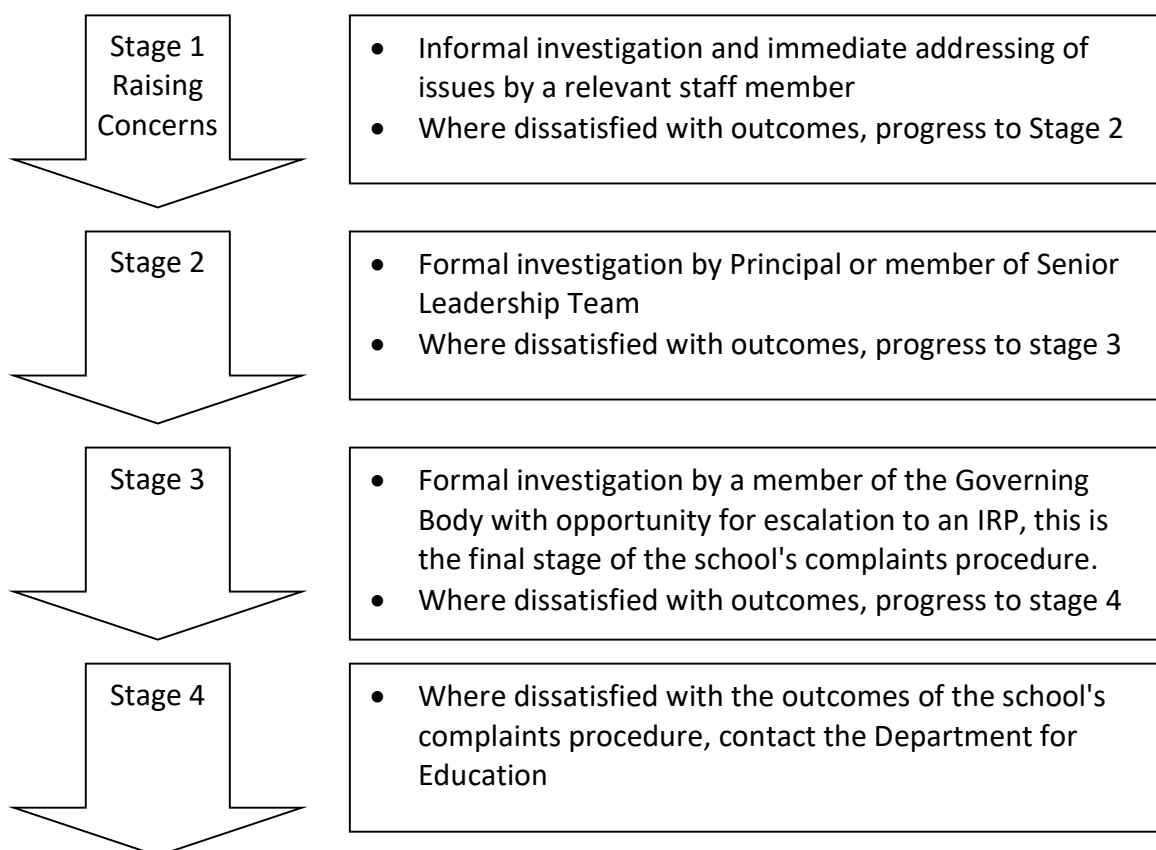 Stage 1
Raising
Concerns
• Informal investigation and immediate addressing of
issues by a relevant staff member
• Where dissatisfied with outcomes, progress to Stage 2
Stage 2
• Formal investigation by Principal or member of Senior
Leadership Team
• Where dissatisfied with outcomes, progress to stage 3
Stage 3
• Formal investigation by a member of the Governing
Body with opportunity for escalation to an IRP, this is
the final stage of the school's complaints procedure.
• Where dissatisfied with outcomes, progress to stage 4
Stage 4
• Where dissatisfied with the outcomes of the school's
complaints procedure, contact the Department for
Education